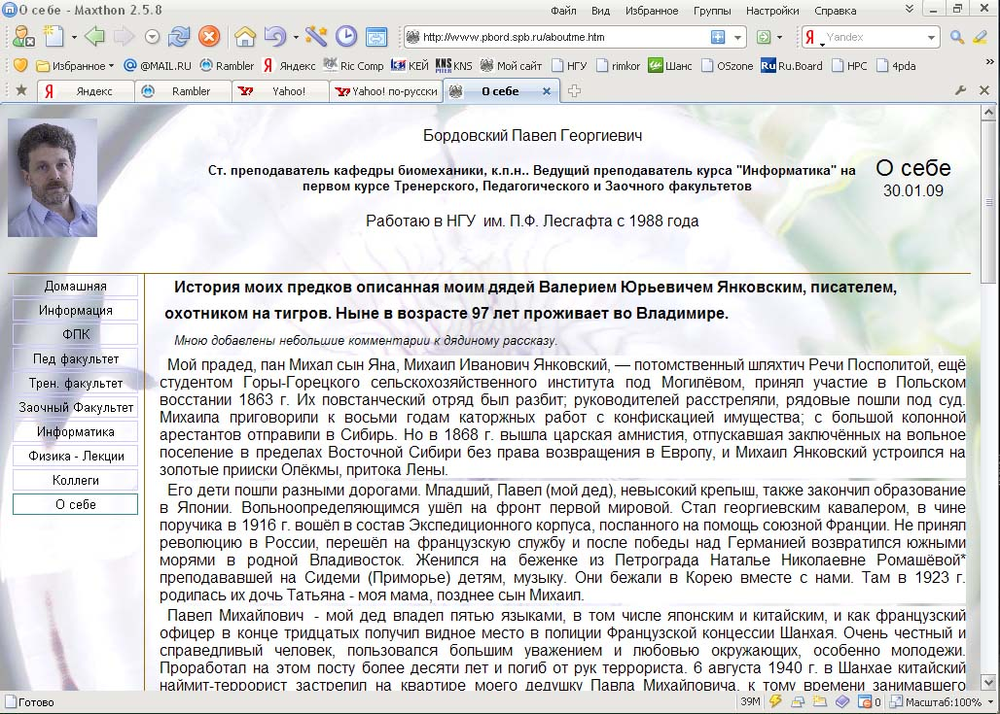 О себе - Maxthon 2.5.8
Файл Вид Избранное Группы Настройки Справка
http://www.pbord.spb.ru/aboutme.htm
Yandex
Избранное @MAIL.RU Rambler Яндекс Ric Comp КЕЙ KNS Мой сайт НГУ rimkor Шанс OSzone Ru.Board НРС 4pda
Яндекс Rambler Yahoo! Yahoo! по-русски О себе
Бордовский Павел Георгиевич
Ст. преподаватель кафедры биомеханики, к.п.н.. Ведущий преподаватель курса "Информатика" на
первом курсе Тренерского, Педагогического и Заочного факультетов
Работаю в НГУ им. П.Ф. Лесгафта с 1988 года
О себе
30.01.09
Домашняя
Информация
ФПК
Пед факультет
Трен. факультет
Заочный Факультет
Информатика
Физика - Лекции
Коллеги
О себе
История моих предков описанная моим дядей Валерием Юрьевичем Янковским, писателем,
охотником на тигров. Ныне в возрасте 97 лет проживает во Владимире.
Мною добавлены небольшие комментарии к дядиному рассказу.
Мой прадед, пан Михал сын Яна, Михаил Иванович Янковский, — потомственный шляхтич Речи Посполитой, ещё
студентом Горы-Горецкого сельскохозяйственного института под Могилёвом, принял участие в Польском
восстании 1863 г. Их повстанческий отряд был разбит; руководителей расстреляли, рядовые пошли под суд.
Михаила приговорили к восьми годам каторжных работ с конфискацией имущества; с большой колонной
арестантов отправили в Сибирь. Но в 1868 г. вышла царская амнистия, отпускавшая заключённых на вольное
поселение в пределах Восточной Сибири без права возвращения в Европу, и Михаил Янковский устроился на
золотые прииски Олёкмы, притока Лены.
Его дети пошли разными дорогами. Младший, Павел (мой дед), невысокий крепыш, также закончил образование
в Японии. Вольноопределяющимся ушёл на фронт первой мировой. Стал георгиевским кавалером, в чине
поручика в 1916 г. вошёл в состав Экспедиционного корпуса, посланного на помощь союзной Франции. Не принял
революцию в России, перешёл на французскую службу и после победы над Германией возвратился южными
морями в родной Владивосток. Женился на беженке из Петрограда Наталье Николаевне Ромашёвой*
преподававшей на Сидеми (Приморье) детям, музыку. Они бежали в Корею вместе с нами. Там в 1923 г.
родилась их дочь Татьяна - моя мама, позднее сын Михаил.
Павел Михайлович - мой дед владел пятью языками, в том числе японским и китайским, и как французский
офицер в конце тридцатых получил видное место в полиции Французской концессии Шанхая. Очень честный и
справедливый человек, пользовался большим уважением и любовью окружающих, особенно молодежи.
Проработал на этом посту более десяти лет и погиб от рук террориста. 6 августа 1940 г. в Шанхае китайский
наймит-террорист застрелил на квартире моего дедушку Павла Михайловича, к тому времени занимавшего
Готово
39M 0 Масштаб:100%